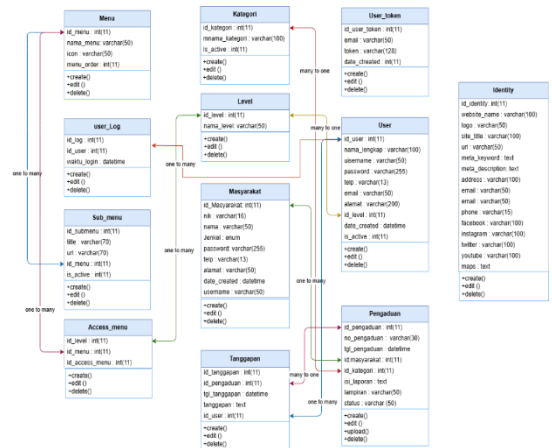 Menu
id_menu : int(11)
nama_menu: varchar(50)
icon : varchar(50)
menu_order : int(11)
+create()
+edit ()
+delete()
user_Log
id_log : int(11)
id_user : int(11)
waktu_login : datetime
+create()
+edit ()
+delete()
one to many
one to many
Sub_menu
id_submenu : int(11)
title : varchar(70)
url : varchar(70)
id_menu : int(11)
is_active : int(11)
+create()
+edit ()
+delete()
one to many
Access_menu
id_level : int(11)
id_menu : int(11)
id_access_menu : int(11)
+create()
+edit ()
+delete()
Kategori
id_kategori : int(11)
mnama_kategori : varchar(100)
is_active : int(11)
+create()
+edit ()
+delete()
many to one
Level
id_level : int(11)
nama_level: varchar(50)
+create()
+edit ()
+delete()
many to one
Masyarakat
id_Masyarakat : int(11)
nik : varchar(16)
nama : varchar(50)
Jenkal : enum
password: varchar(255)
telp : varchar(13)
alamat : varchar(50)
date_created : datetime
username : varchar(50)
+create()
+edit ()
+delete()
Tanggapan
id_tanggapan : int(11)
id_pengaduan : int(11)
tgl_tanggapan : datetime
tanggapan : text
id_user : int(11)
+create()
+edit ()
+delete()
many to one
one to many
User_token
id_user_token : int(11)
email : varchar(50)
token : varchar(128)
date_ctreated : int(11)
+create()
+edit ()
+delete()
User
id_user : int(11)
nama_lengkap : varchar(100)
username : varchar(50)
password : varchar(255)
telp : varchar(13)
email : varchar(50)
alamat : varchar(200)
id_level : int(11)
date_created : datetime
is_active : int(11)
+create()
+edit ()
+delete()
Pengaduan
id_pengaduan : int(11)
no_pengaduan : varchar(30)
tgl_pengaduan : datetime
id_masyarakat : int(11)
id_kategori : int(11)
isi_laporan : text
lampiran : varchar(50)
status : varchar (50)
+create()
+edit ()
+upload()
+delete()
Identity
id_identity: int(11)
website_name : varchar(100)
logo : varchar(50)
site_title : varchar(100)
url : varchar(50)
meta_keyword : text
meta_description : text
address : varchar(100)
email : varchar(50)
email : varchar(50)
phone : varchar(15)
facebook : varchar(100)
instagram : varchar(100)
twitter : varchar(100)
youtube : varchar(100)
maps : text
+create()
+edit ()
+delete()